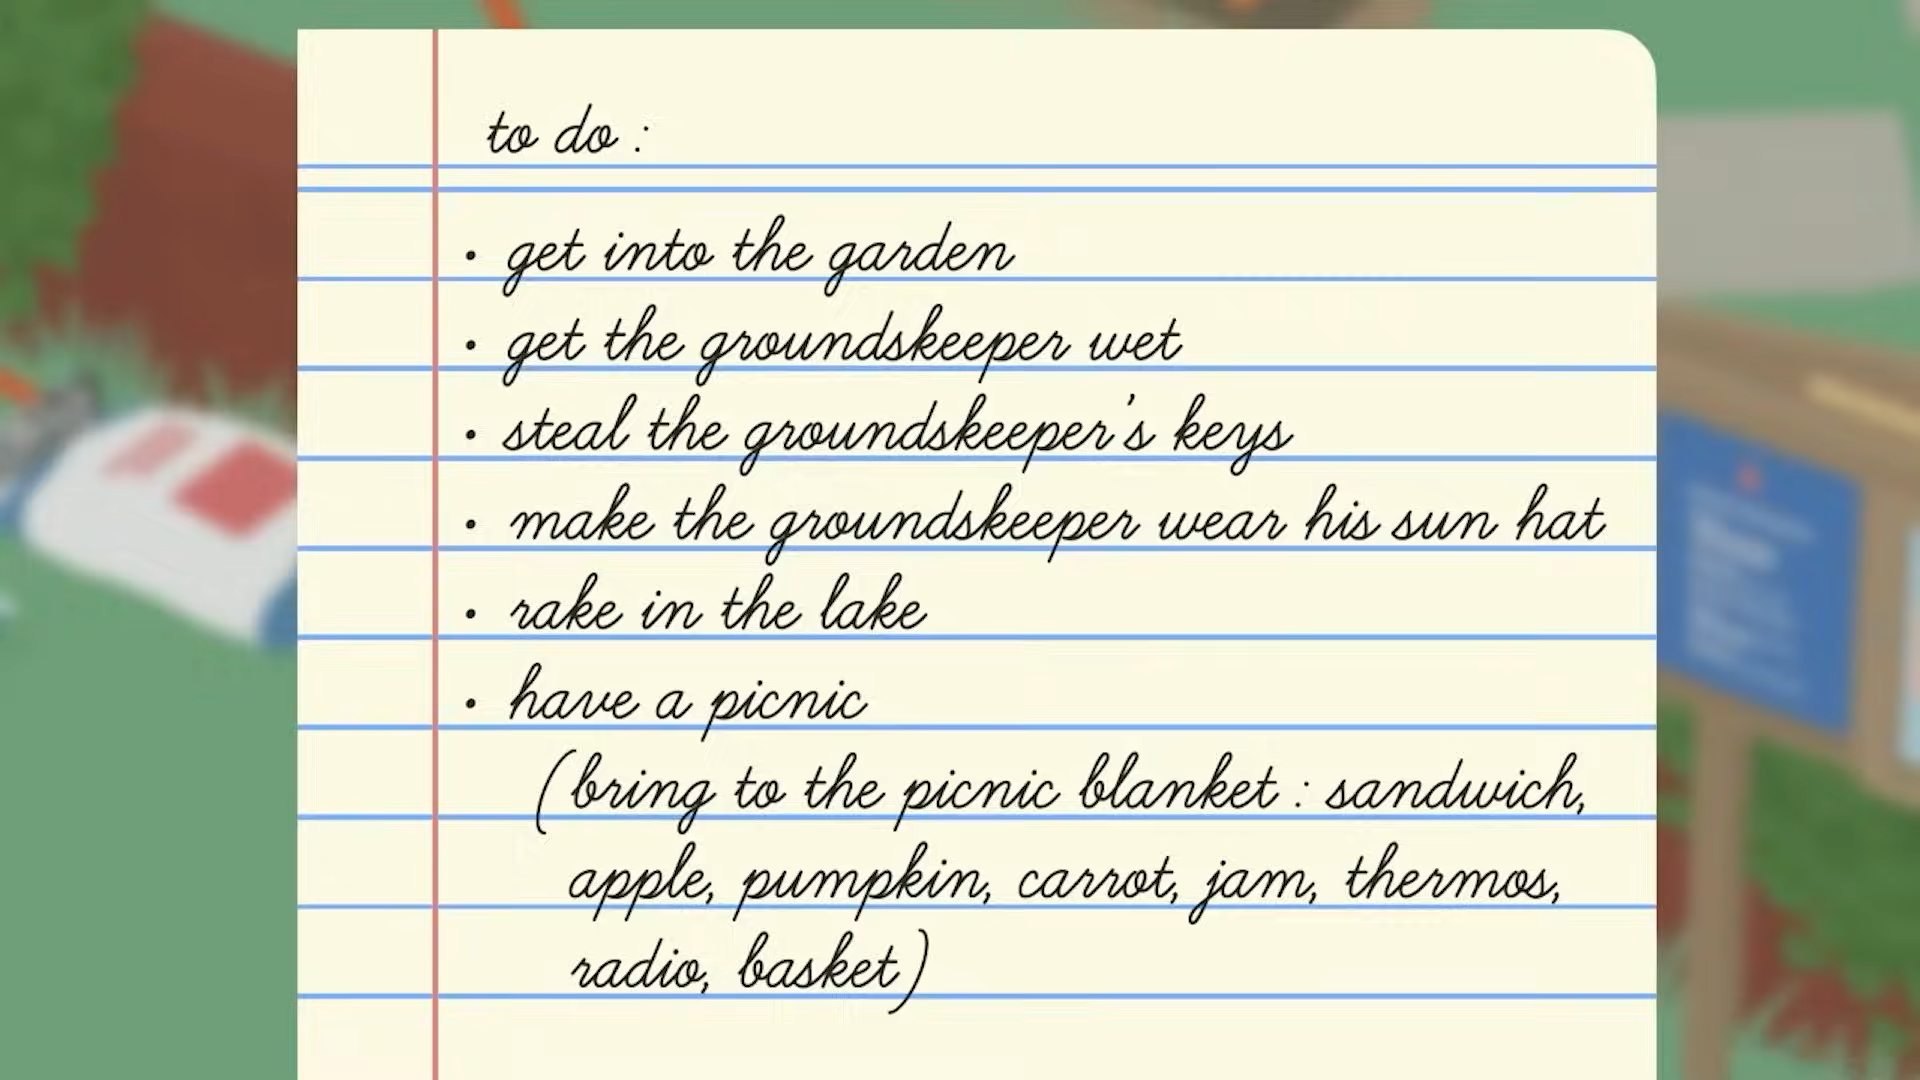 to do :
• get into the garden
• get the groundskeeper wet
• steal the groundskeeper's keys
• make the groundskeeper wear his sun hat
• rake in the lake
• have a picnic
(bring to the picnic blanket : sandwich,
apple, pumpkin, carrot, jam, thermos,
radio, basket)